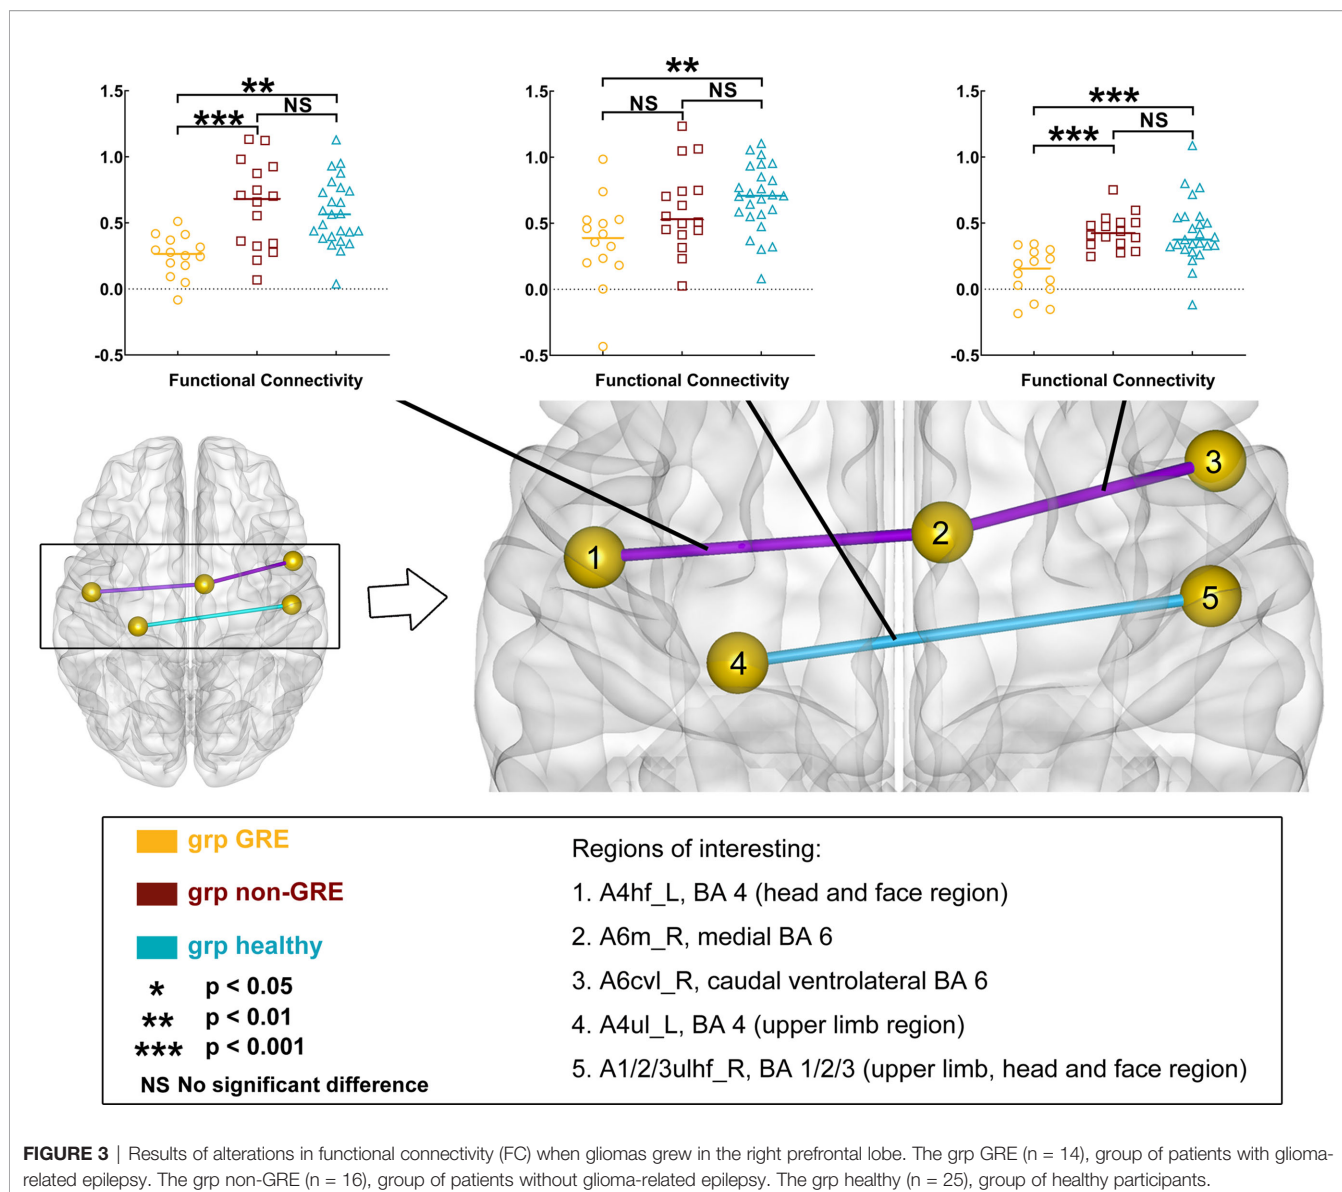 ** NS ***
1.5
1.0
0.5
0.0
-0.5
Functional Connectivity
** NS NS
1.5
1.0
0.5
0.0
-0.5
Functional Connectivity
*** NS ***
1.5
1.0
0.5
0.0
-0.5
Functional Connectivity
1
2
3
4
5
grp GRE
grp non-GRE
grp healthy
* p < 0.05
** p < 0.01
*** p < 0.001
NS No significant difference
Regions of interesting:
1. A4hf_L, BA 4 (head and face region)
2. A6m_R, medial BA 6
3. A6cvl_R, caudal ventrolateral BA 6
4. A4ul_L, BA 4 (upper limb region)
5. A1/2/3ulhf_R, BA 1/2/3 (upper limb, head and face region)
FIGURE 3 | Results of alterations in functional connectivity (FC) when gliomas grew in the right prefrontal lobe. The grp GRE (n = 14), group of patients with glioma-
related epilepsy. The grp non-GRE (n = 16), group of patients without glioma-related epilepsy. The grp healthy (n = 25), group of healthy participants.